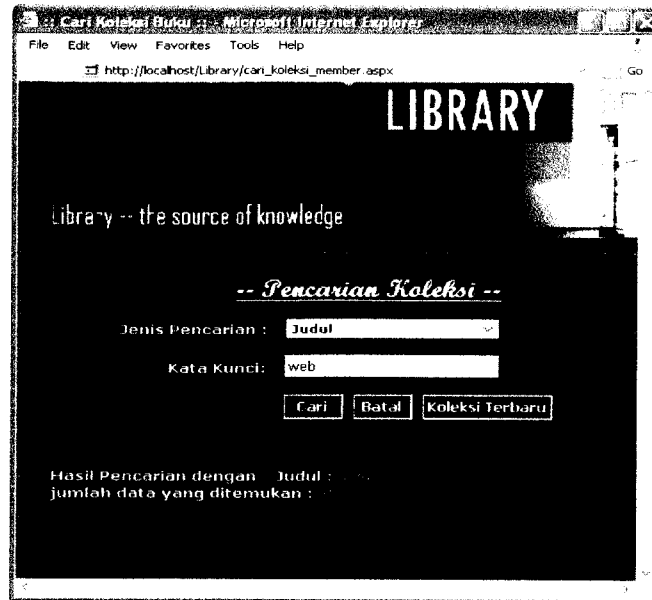 :: Cari Koleksi Buku :: - Microsoft Internet Explorer
File Edit View Favorites Tools Help
http://localhost/Library/cari_koleksi_member.aspx Go
LIBRARY
Library -- the source of knowledge
-- Pencarian Koleksi --
Jenis Pencarian : Judul
Kata Kunci: web
Cari Batal Koleksi Terbaru
Hasil Pencarian dengan Judul :
jumlah data yang ditemukan :